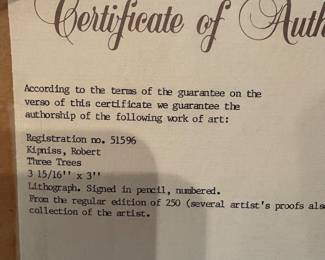 Certificate of Auth
According to the terms of the guarantee on the
verso of this certificate we guarantee the
authorship of the following work of art:
Registration no. 51596
Kipniss, Robert
Three Trees
3 15/16'' x 3''
Lithograph. Signed in pencil, numbered.
From the regular edition of 250 (several artist's proofs also
collection of the artist.